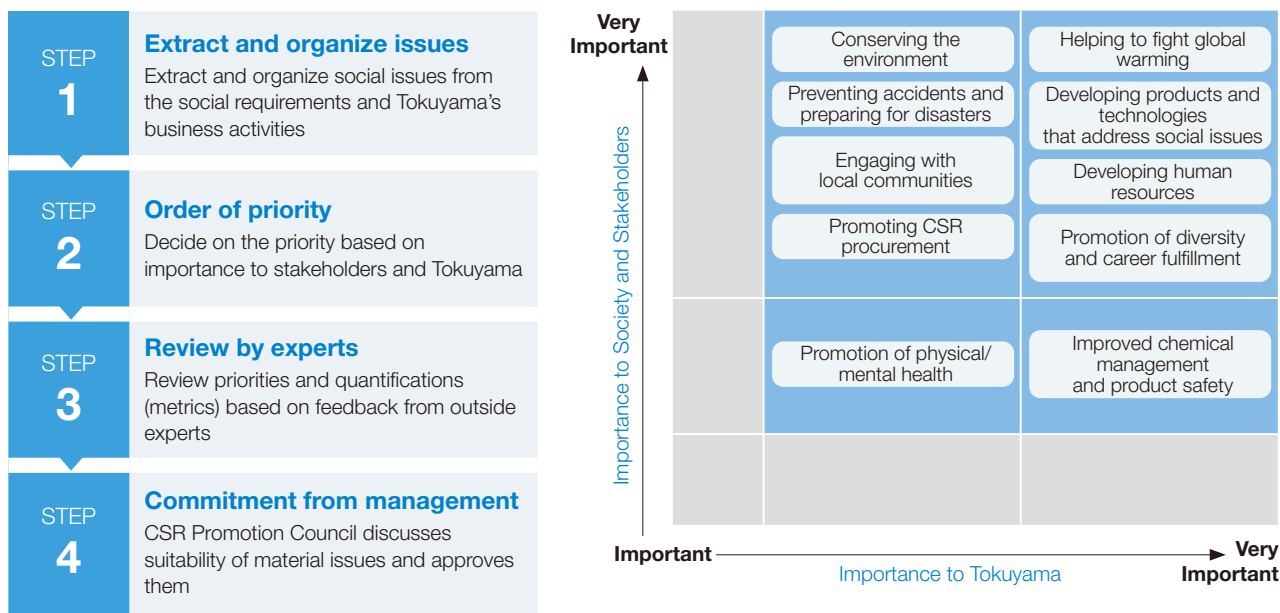 STEP
1
Extract and organize issues
Extract and organize social issues from
the social requirements and Tokuyama's
business activities
STEP
2
Order of priority
Decide on the priority based on
importance to stakeholders and Tokuyama
STEP
3
Review by experts
Review priorities and quantifications
(metrics) based on feedback from outside
experts
STEP
4
Commitment from management
CSR Promotion Council discusses
suitability of material issues and approves
them
Very
Important
Importance to Society and Stakeholders
Conserving the
environment
Preventing accidents and
preparing for disasters
Engaging with
local communities
Promoting CSR
procurement
Helping to fight global
warming
Developing products and
technologies
that address social issues
Developing human
resources
Promotion of diversity
and career fulfillment
Promotion of physical/
mental health
Improved chemical
management
and product safety
Important
Importance to Tokuyama
Very
Important